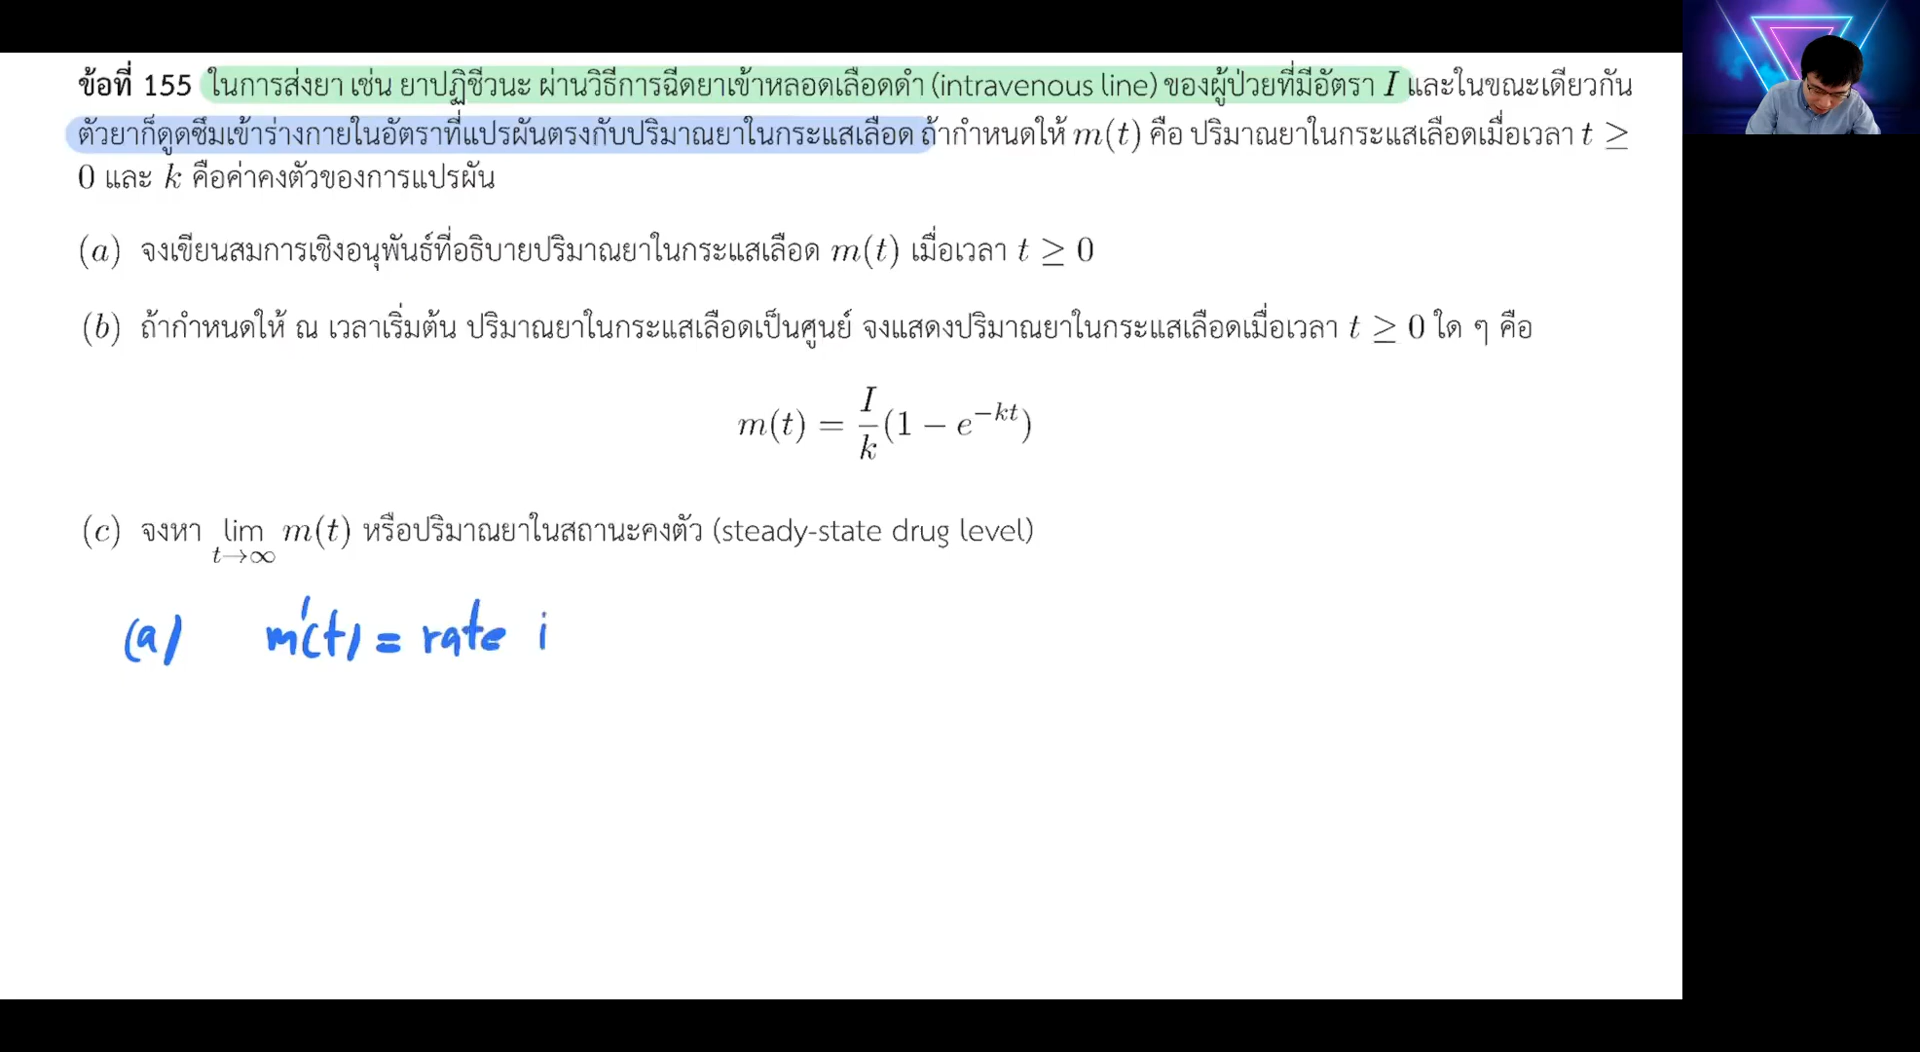 ข้อที่ 155 ในการส่งยา เช่น ยาปฏิชีวนะ ผ่านวิธีการฉีดยาเข้าหลอดเลือดดำ (intravenous line) ของผู้ป่วยที่มีอัตรา I และในขณะเดียวกัน
ตัวยาก็ดูดซึมเข้าร่างกายในอัตราที่แปรผันตรงกับปริมาณยาในกระแสเลือด ถ้ากำหนดให้ m(t) คือ ปริมาณยาในกระแสเลือดเมื่อเวลา t ≥
0 และ k คือค่าคงตัวของการแปรผัน
(a) จงเขียนสมการเชิงอนุพันธ์ที่อธิบายปริมาณยาในกระแสเลือด m(t) เมื่อเวลา t ≥ 0
(b) ถ้ากำหนดให้ ณ เวลาเริ่มต้น ปริมาณยาในกระแสเลือดเป็นศูนย์ จงแสดงปริมาณยาในกระแสเลือดเมื่อเวลา t ≥ 0 ใด ๆ คือ
m(t) = \frac{I}{k}(1 − e^{−kt})
(c) จงหา \lim_{t→∞} m(t) หรือปริมาณยาในสถานะคงตัว (steady-state drug level)
(a) m'(t) = rate i